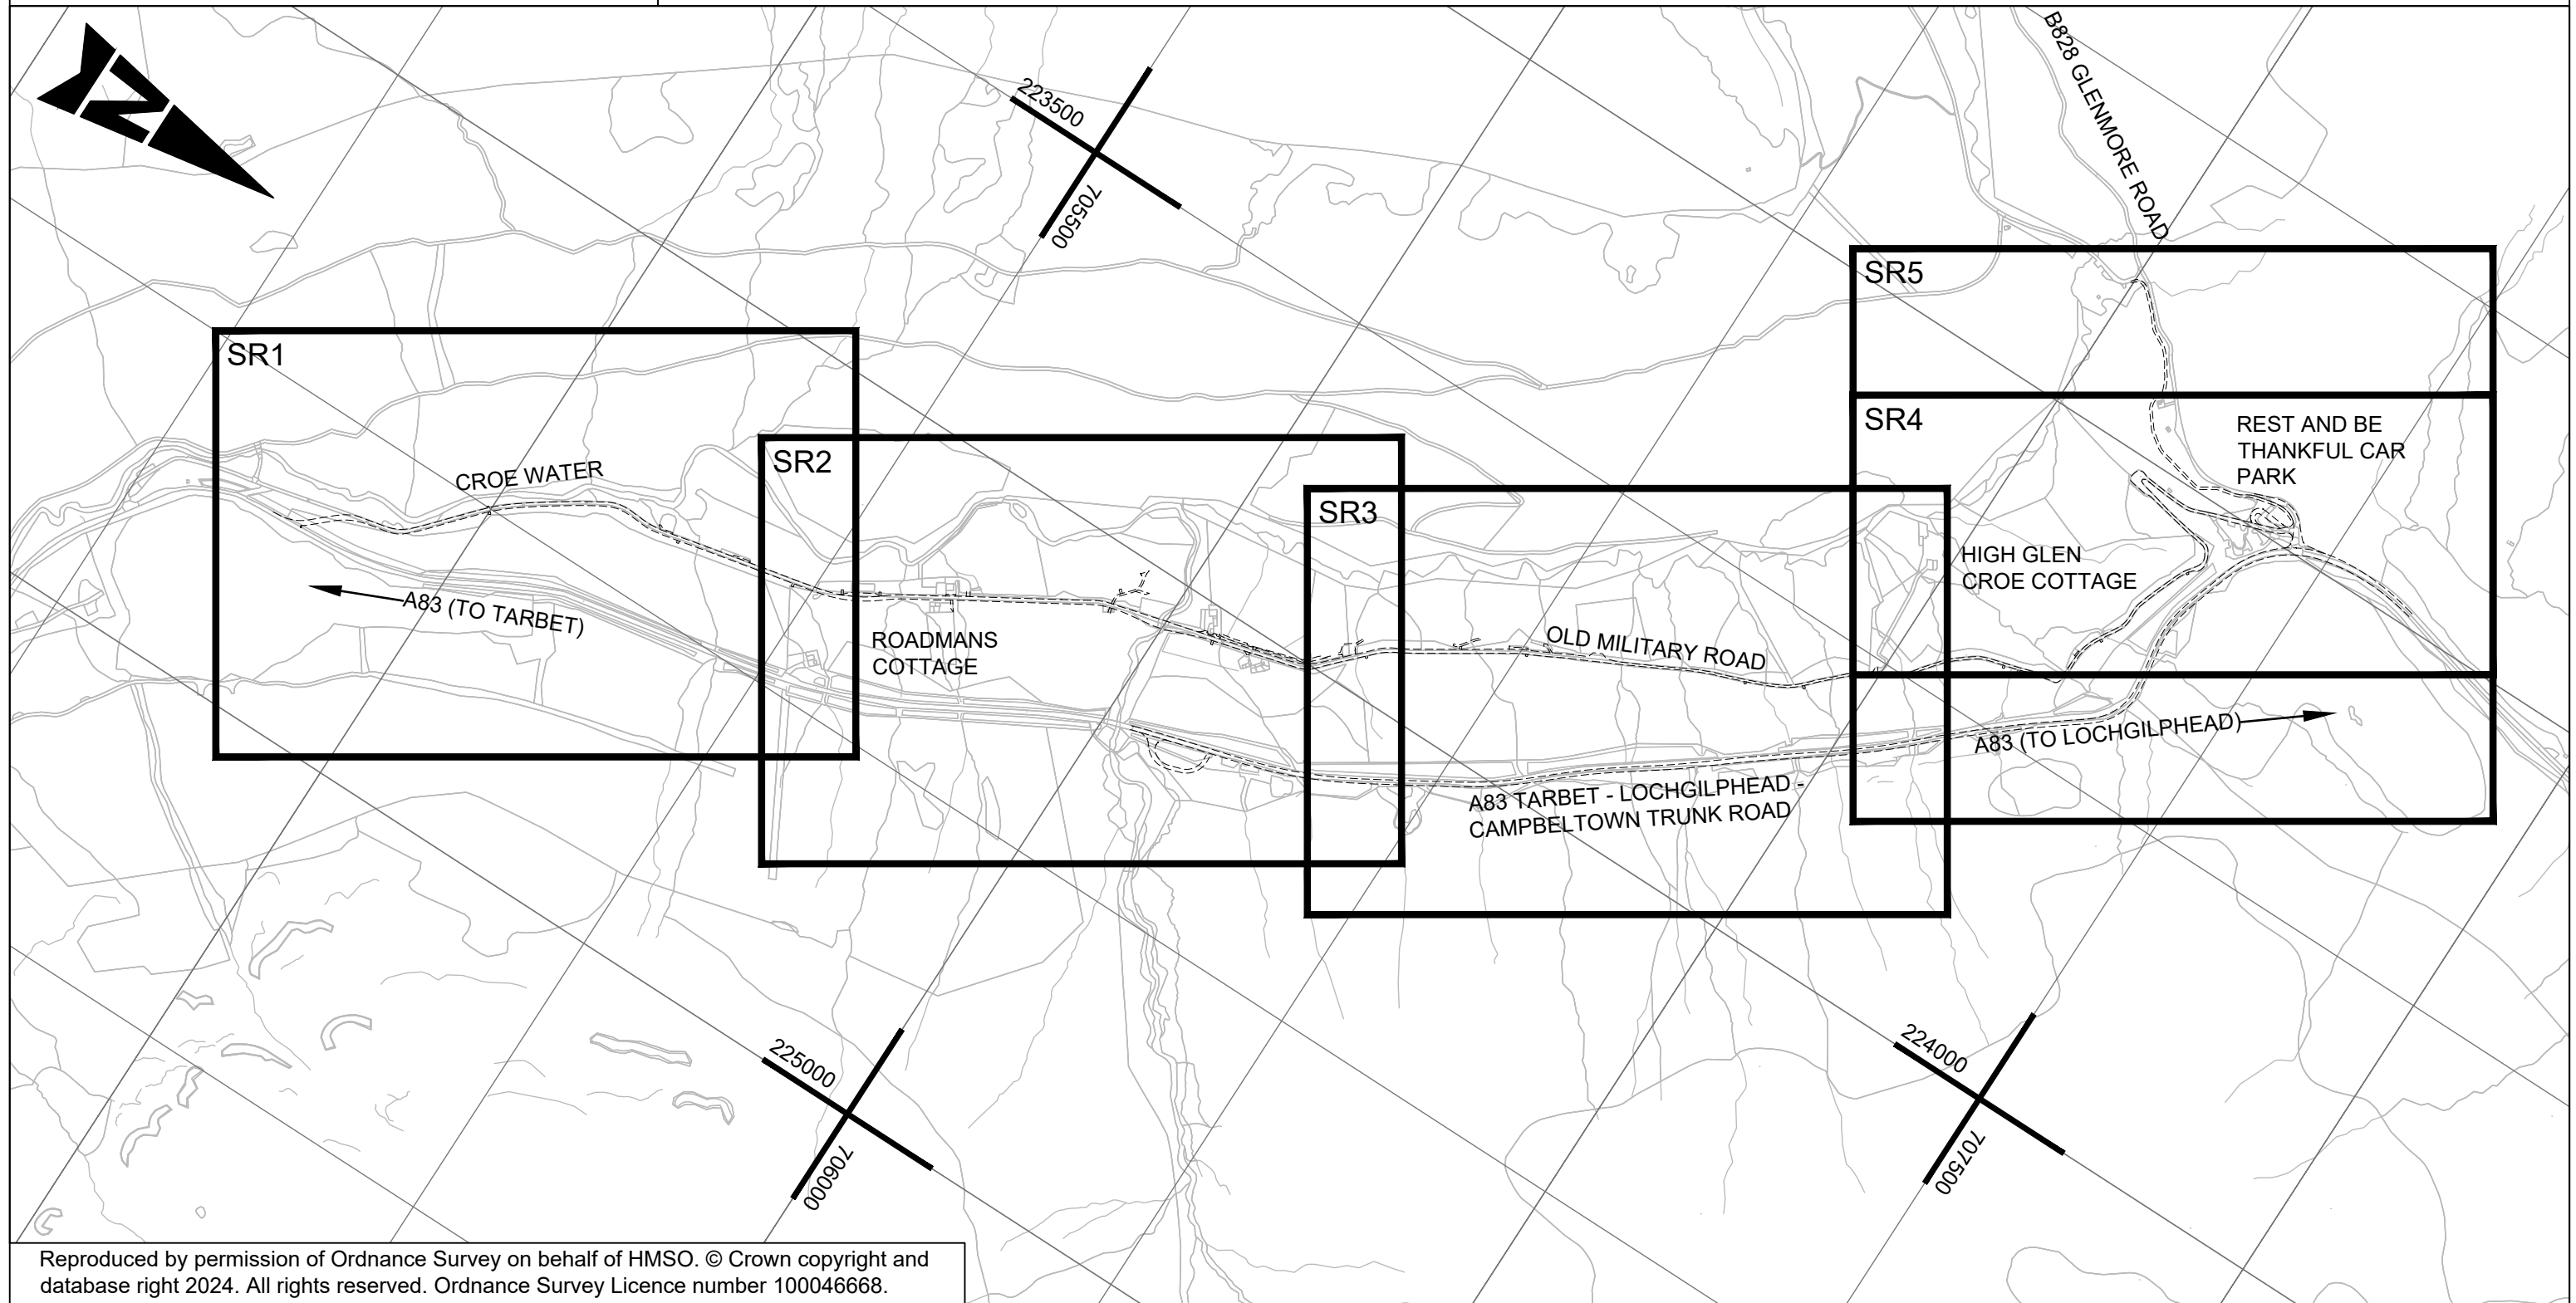 N
B828 GLENMORE ROAD
223500
705500
SR5
SR1
SR4
REST AND BE
THANKFUL CAR
PARK
SR2
CROE WATER
SR3
HIGH GLEN
CROE COTTAGE
A83 (TO TARBET)
ROADMANS
COTTAGE
OLD MILITARY ROAD
A83 (TO LOCHGILPHEAD)
A83 TARBET - LOCHGILPHEAD -
CAMPBELTOWN TRUNK ROAD
225000
706000
224000
707500
Reproduced by permission of Ordnance Survey on behalf of HMSO. © Crown copyright and
database right 2024. All rights reserved. Ordnance Survey Licence number 100046668.